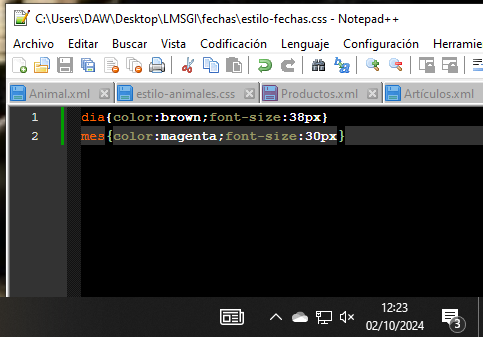 C:\Users\DAW\Desktop\LMSGI\fechas\estilo-fechas.css - Notepad++
Archivo Editar Buscar Vista Codificación Lenguaje Configuración Herramie
Animal.xml estilo-animales.css Productos.xml Artículos.xml
1 dia{color:brown;font-size:38px}
2 mes{color:magenta;font-size:30px}
12:23
02/10/2024
3